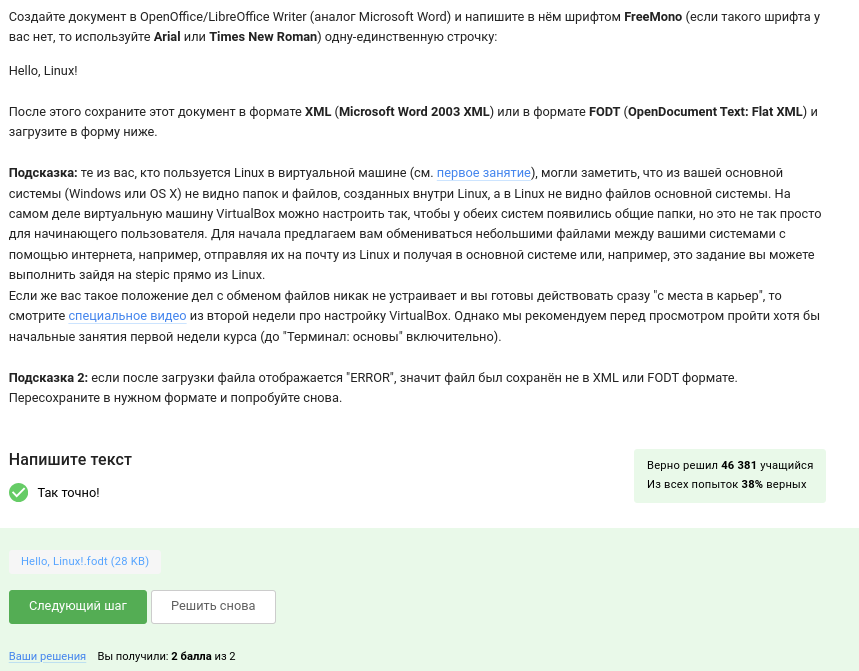 Создайте документ в OpenOffice/LibreOffice Writer (аналог Microsoft Word) и напишите в нём шрифтом FreeMono (если такого шрифта у
вас нет, то используйте Arial или Times New Roman) одну-единственную строчку:
Hello, Linux!
После этого сохраните этот документ в формате XML (Microsoft Word 2003 XML) или в формате FODT (OpenDocument Text: Flat XML) и
загрузите в форму ниже.
Подсказка: те из вас, кто пользуется Linux в виртуальной машине (см. первое занятие), могли заметить, что из вашей основной
системы (Windows или OS X) не видно папок и файлов, созданных внутри Linux, а в Linux не видно файлов основной системы. На
самом деле виртуальную машину VirtualBox можно настроить так, чтобы у обеих систем появились общие папки, но это не так просто
для начинающего пользователя. Для начала предлагаем вам обмениваться небольшими файлами между вашими системами с
помощью интернета, например, отправляя их на почту из Linux и получая в основной системе или, например, это задание вы можете
выполнить зайдя на stepic прямо из Linux.
Если же вас такое положение дел с обменом файлов никак не устраивает и вы готовы действовать сразу "с места в карьер", то
смотрите специальное видео из второй недели про настройку VirtualBox. Однако мы рекомендуем перед просмотром пройти хотя бы
начальные занятия первой недели курса (до "Терминал: основы" включительно).
Подсказка 2: если после загрузки файла отображается "ERROR", значит файл был сохранён не в XML или FODT формате.
Пересохраните в нужном формате и попробуйте снова.
Напишите текст
Верно решил 46 381 учащийся
Из всех попыток 38% верных
Так точно!
Hello, Linux!.fodt (28 KB)
Следующий шаг Решить снова
Ваши решения Вы получили: 2 балла из 2